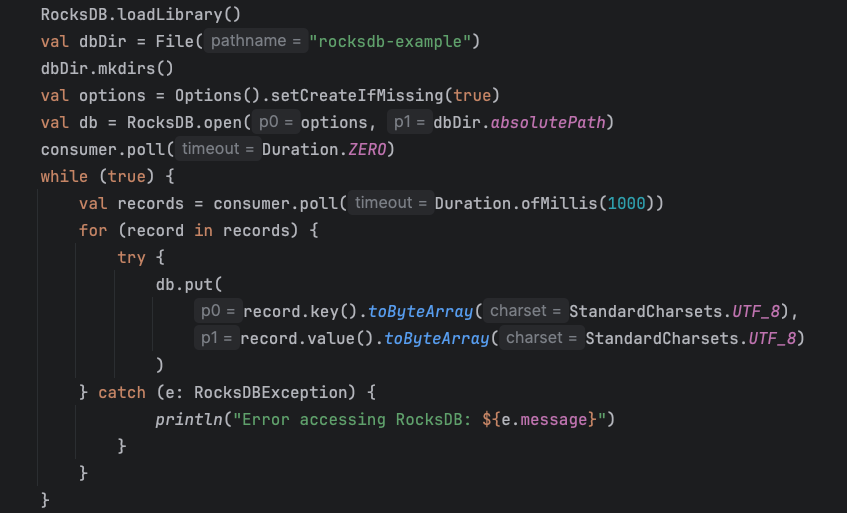 RocksDB.loadLibrary()
val dbDir = File( pathname = "rocksdb-example")
dbDir.mkdirs()
val options = Options().setCreateIfMissing(true)
val db = RocksDB.open( p0 = options, p1 = dbDir.absolutePath)
consumer.poll( timeout = Duration.ZERO)
while (true) {
    val records = consumer.poll( timeout = Duration.ofMillis(1000))
    for (record in records) {
        try {
            db.put(
                p0 = record.key().toByteArray( charset = StandardCharsets.UTF_8),
                p1 = record.value().toByteArray( charset = StandardCharsets.UTF_8)
            )
    } catch (e: RocksDBException) {
            println("Error accessing RocksDB: ${e.message}")
        }
    }
}